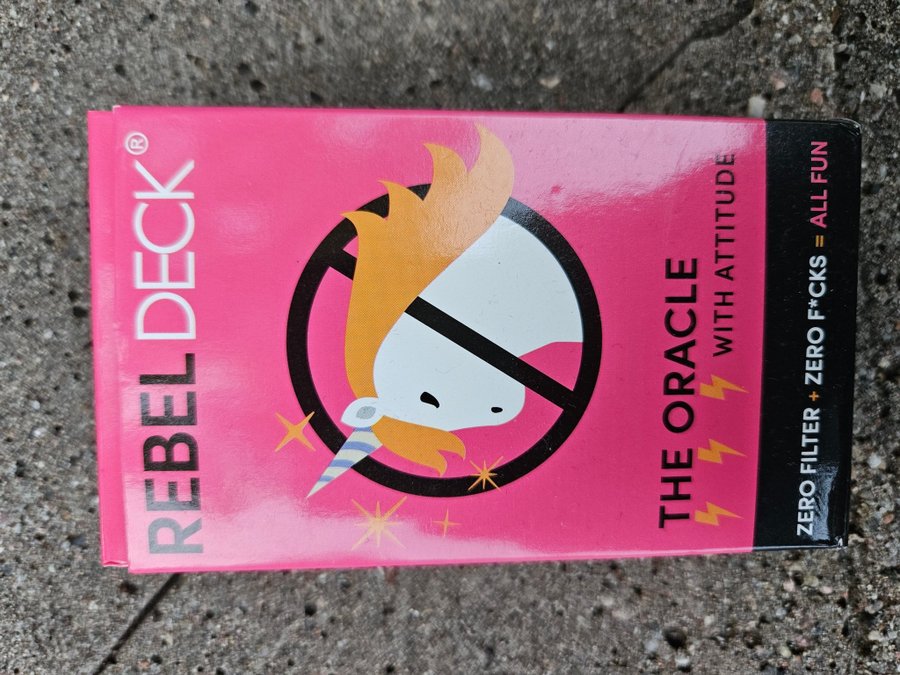 REBEL DECK®
THE ORACLE
WITH ATTITUDE
ZERO FILTER + ZERO F*CKS = ALL FUN